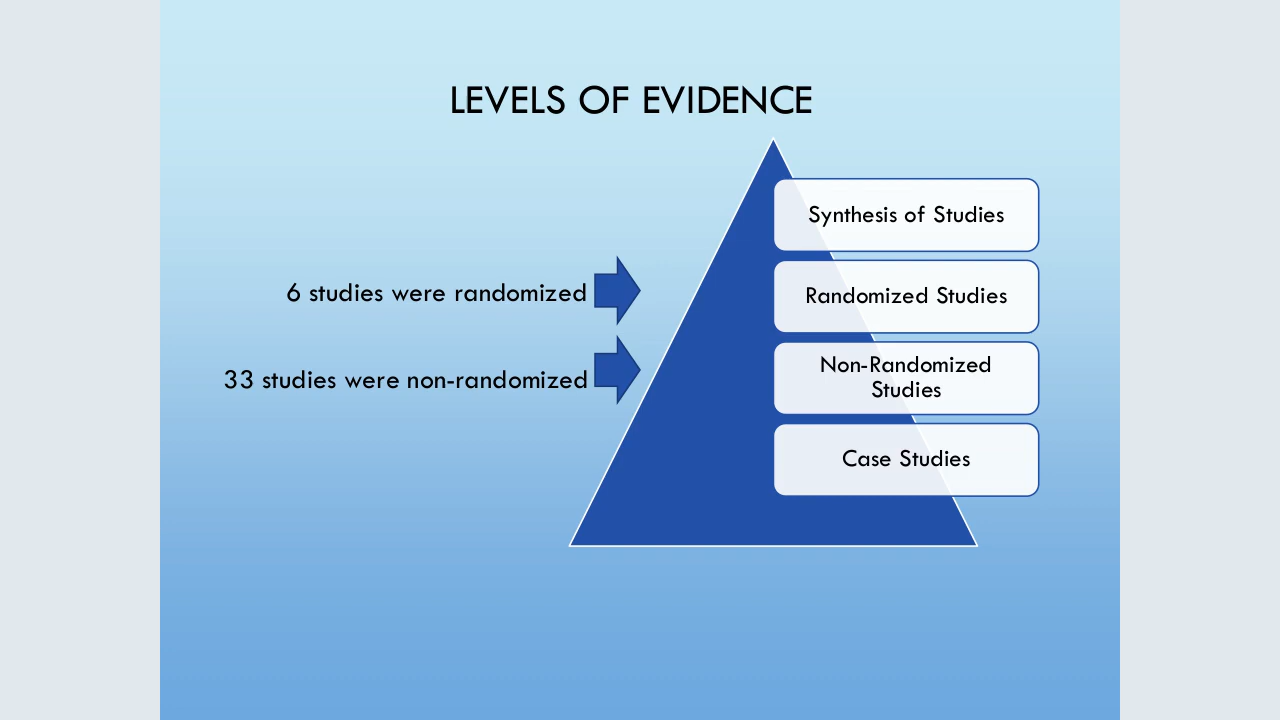 LEVELS OF EVIDENCE
Synthesis of Studies
6 studies were randomized
Randomized Studies
33 studies were non-randomized
Non-Randomized
Studies
Case Studies